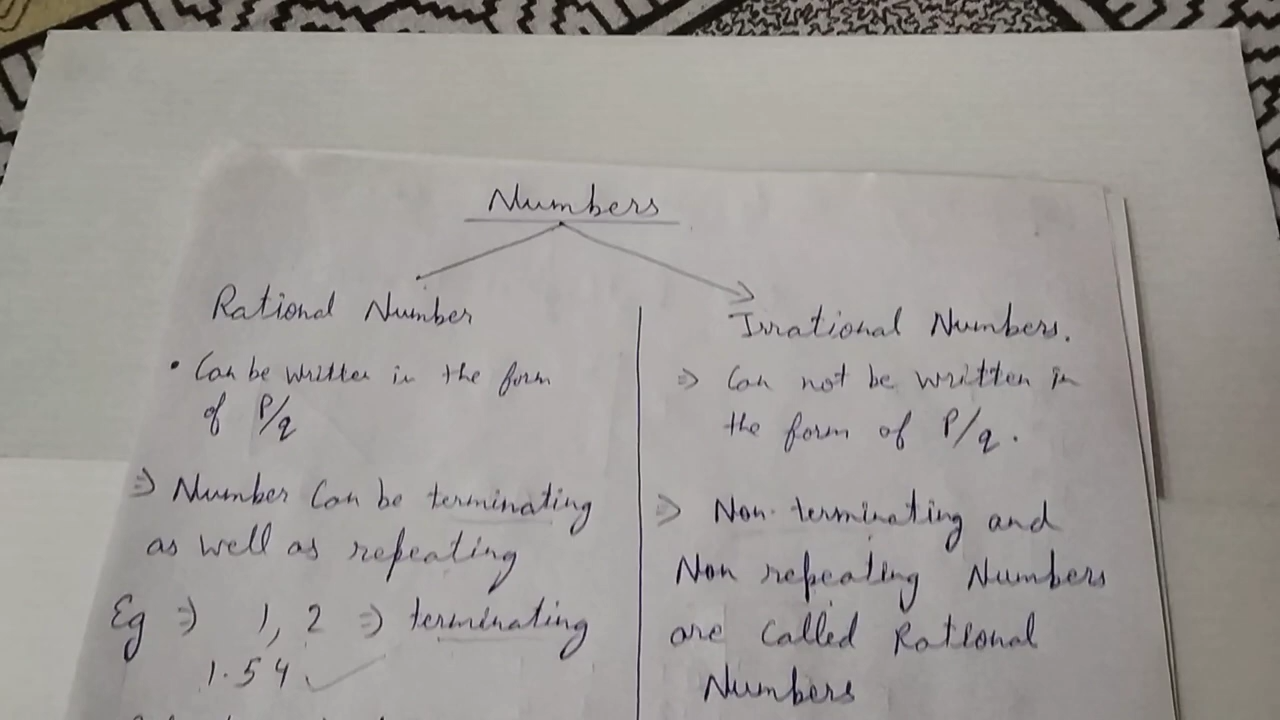 Numbers
Rational Number
• Can be written in the form
of P/q
⇒ Number Can be terminating
as well as repeating
Eg ⇒ 1, 2 ⇒ terminating
1.54 ✓
Irrational Numbers.
⇒ Can not be written in
the form of P/q.
⇒ Non-terminating and
Non repeating Numbers
are Called Rational
Numbers